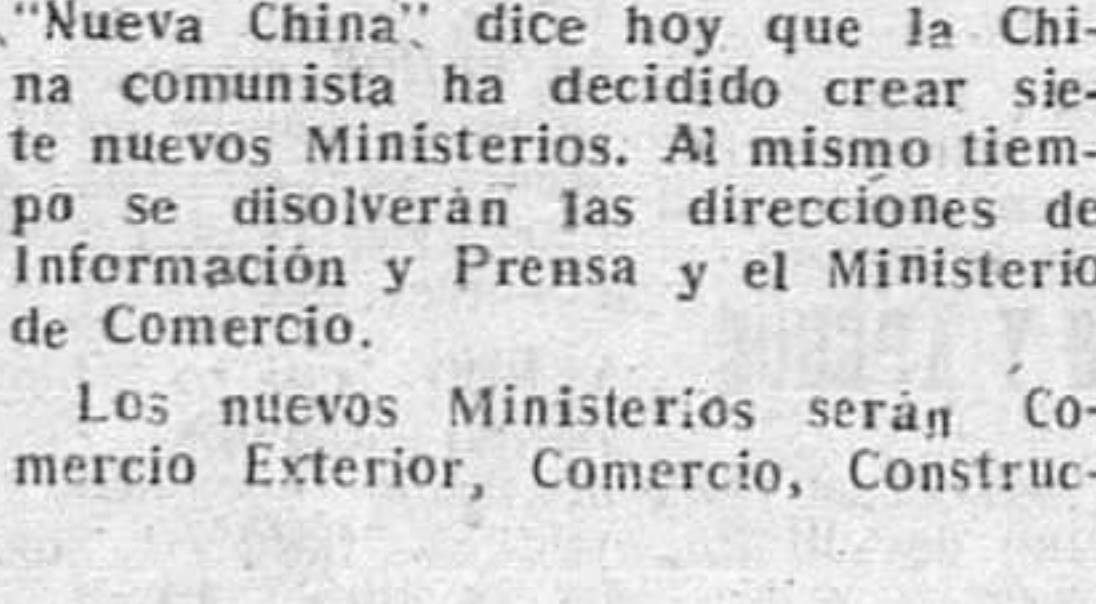 "Nueva China" dice hoy que la Chi-
na comunista ha decidido crear sie-
te nuevos Ministerios. Al mismo tiem-
po se disolverán las direcciones de
Información y Prensa y el Ministerio
de Comercio.
Los nuevos Ministerios serán Co-
mercio Exterior, Comercio, Construc-